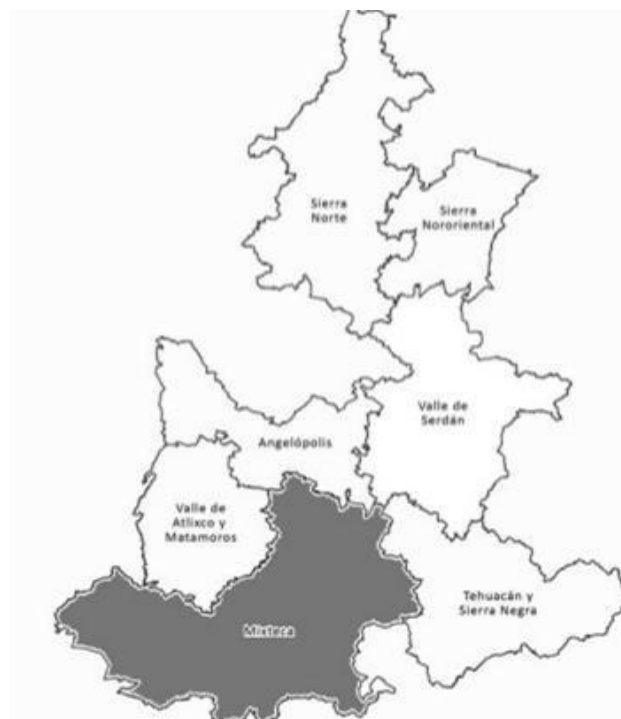 Sierra
Norte
Sierra
Nororiental
Valle de
Serdán
Angelópolis
Valle de
Atlixco y
Matamoros
Tehuacán y
Sierra Negra
Mixteca